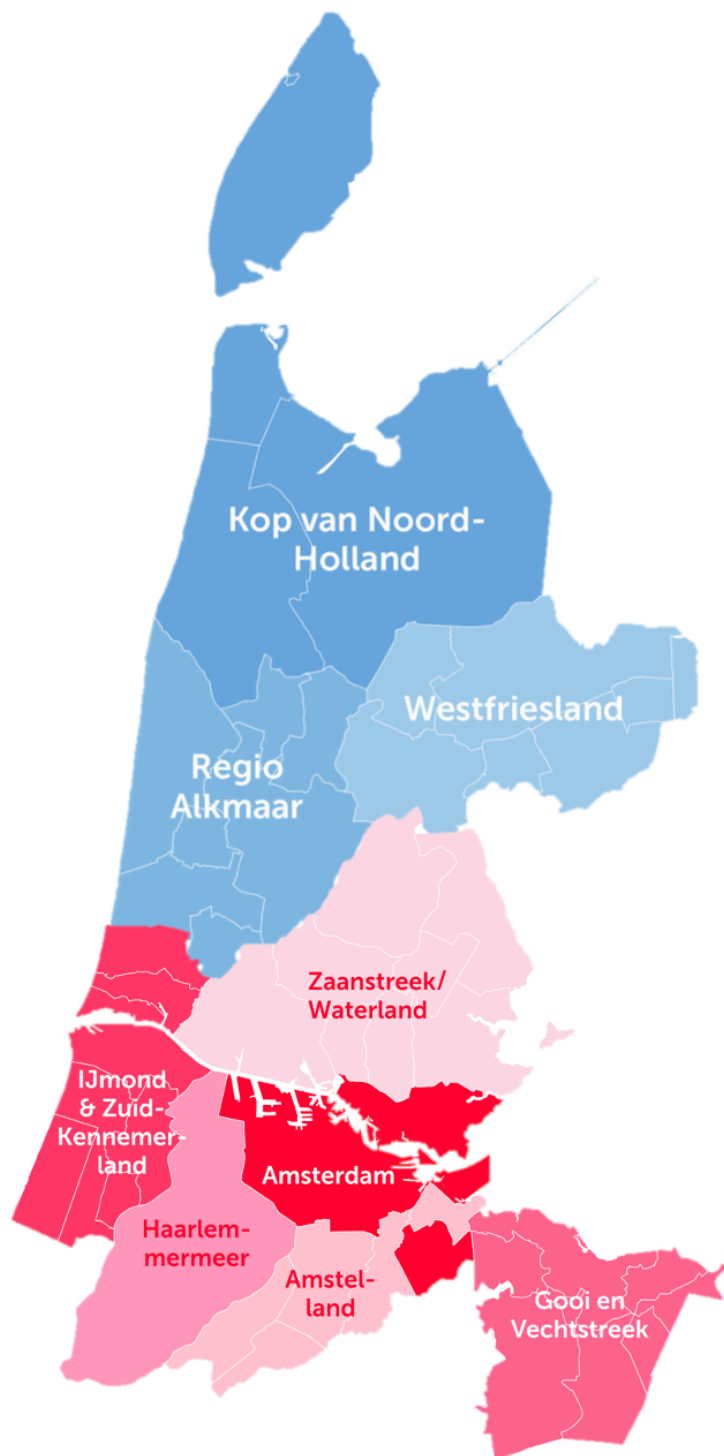 Kop van Noord-
Holland
Westfriesland
Regio
Alkmaar
Zaanstreek/
Waterland
IJmond
& Zuid-
Kennemer-
land
Amsterdam
Haarlem-
mermeer
Amstel-
land
Gooi en
Vechtstreek